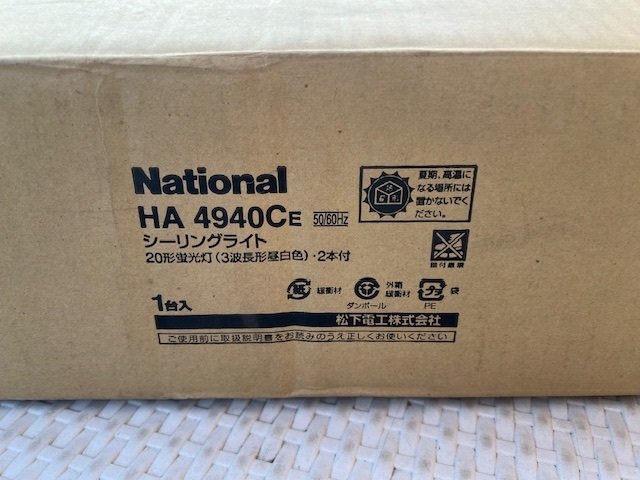 National
HA 4940CE 50/60Hz
シーリングライト
20形蛍光灯(3波長形昼白色)・2本付
夏期、高温に
なる場所には
置かないでく
ださい。
1台入
紙 緩衝材
外箱
緩衝材
ダンボール
プラ 袋
PE
松下電工株式会社
ご使用前に取扱説明書をお読みのうえ正しくお使いください。